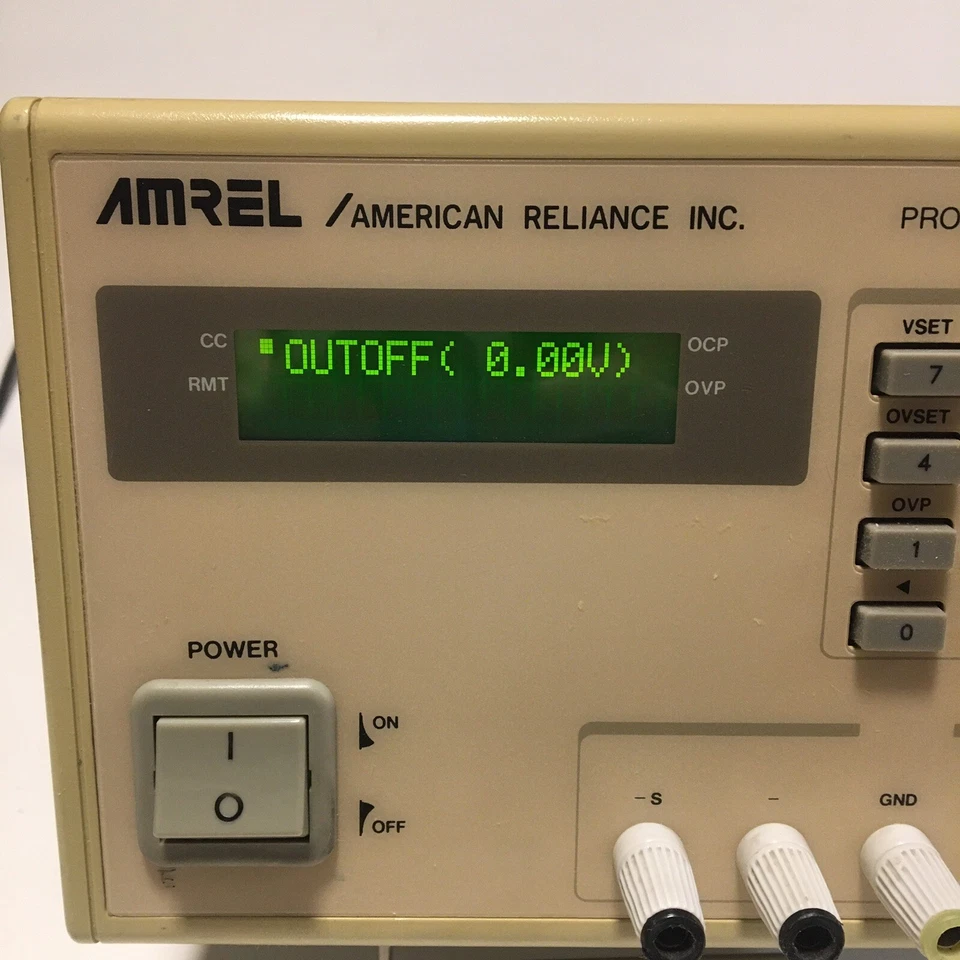 AMREL / AMERICAN RELIANCE INC.
PRO
CC
RMT
OUTOFF( 0.00V)
OCP
OVP
VSET
7
OVSET
4
OVP
1
◄
0
POWER
I
O
ON
OFF
– S
–
GND